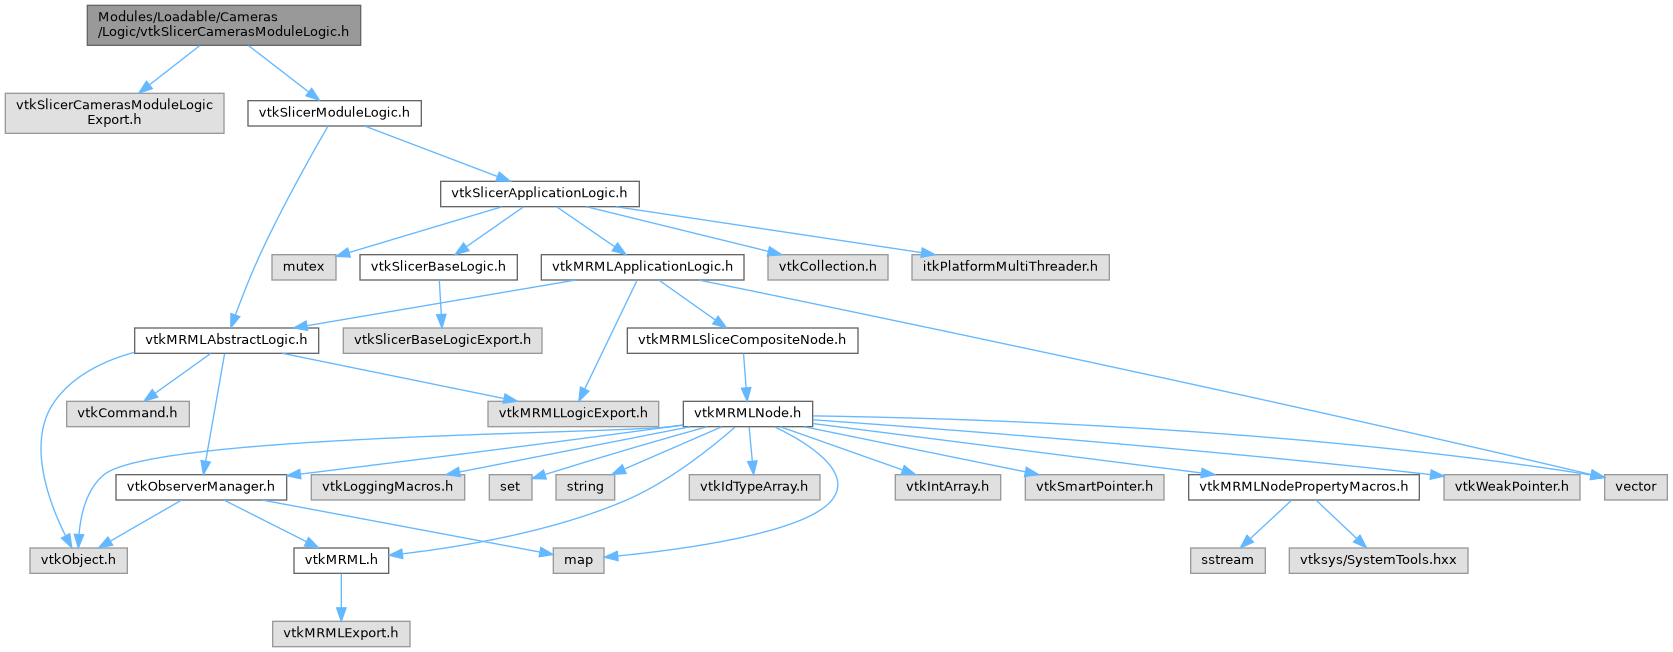 Modules/Loadable/Cameras
/Logic/vtkSlicerCamerasModuleLogic.h
vtkSlicerCamerasModuleLogic
Export.h
vtkSlicerModuleLogic.h
vtkSlicerApplicationLogic.h
mutex
vtkSlicerBaseLogic.h
vtkMRMLApplicationLogic.h
vtkCollection.h
itkPlatformMultiThreader.h
vtkMRMLAbstractLogic.h
vtkSlicerBaseLogicExport.h
vtkMRMLSliceCompositeNode.h
vtkCommand.h
vtkMRMLLogicExport.h
vtkMRMLNode.h
vtkObserverManager.h
vtkLoggingMacros.h
set
string
vtkIdTypeArray.h
vtkIntArray.h
vtkSmartPointer.h
vtkMRMLNodePropertyMacros.h
vtkWeakPointer.h
vector
vtkObject.h
vtkMRML.h
map
sstream
vtksys/SystemTools.hxx
vtkMRMLExport.h